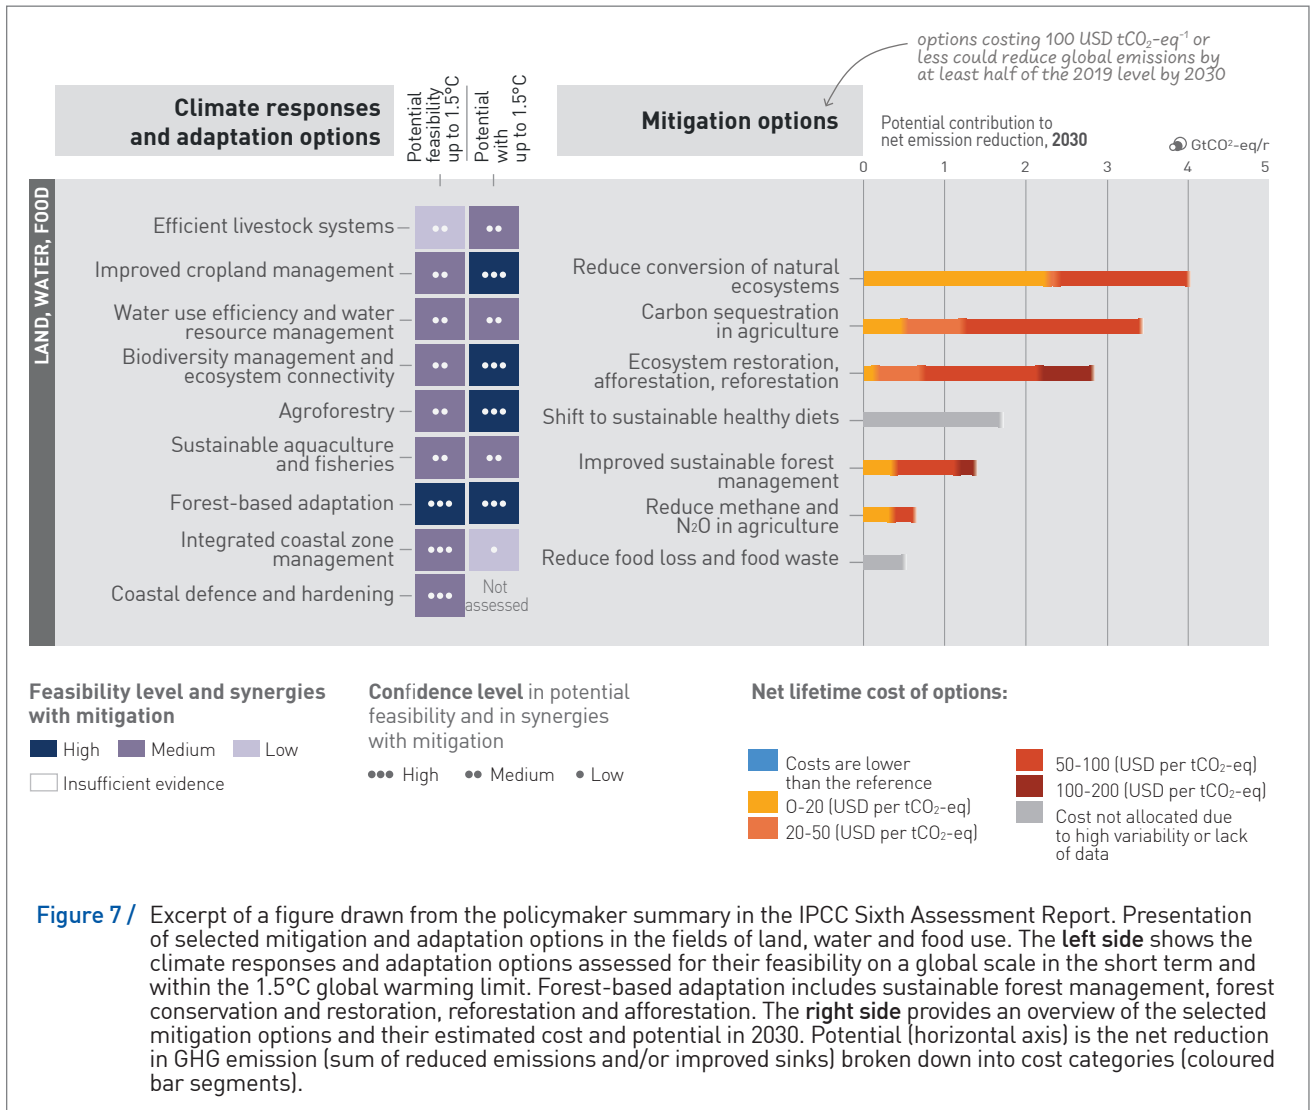 options costing 100 USD tCO₂-eq⁻¹ or
less could reduce global emissions by
at least half of the 2019 level by 2030
Climate responses
and adaptation options
Potential
feasibility
up to 1.5°C
Potential
with
up to 1.5°C
Mitigation options
Potential contribution to
net emission reduction, 2030
GtCO²-eq/r
0 1 2 3 4 5
LAND, WATER, FOOD
Efficient livestock systems
Improved cropland management
Water use efficiency and water
resource management
Biodiversity management and
ecosystem connectivity
Agroforestry
Sustainable aquaculture
and fisheries
Forest-based adaptation
Integrated coastal zone
management
Coastal defence and hardening
Not
assessed
Reduce conversion of natural
ecosystems
Carbon sequestration
in agriculture
Ecosystem restoration,
afforestation, reforestation
Shift to sustainable healthy diets
Improved sustainable forest
management
Reduce methane and
N2O in agriculture
Reduce food loss and food waste
Feasibility level and synergies
with mitigation
High Medium Low
Insufficient evidence
Confidence level in potential
feasibility and in synergies
with mitigation
••• High •• Medium • Low
Net lifetime cost of options:
Costs are lower
than the reference
0-20 (USD per tCO₂-eq)
20-50 (USD per tCO₂-eq)
50-100 (USD per tCO₂-eq)
100-200 (USD per tCO₂-eq)
Cost not allocated due
to high variability or lack
of data
Figure 7 / Excerpt of a figure drawn from the policymaker summary in the IPCC Sixth Assessment Report. Presentation
of selected mitigation and adaptation options in the fields of land, water and food use. The left side shows the
climate responses and adaptation options assessed for their feasibility on a global scale in the short term and
within the 1.5°C global warming limit. Forest-based adaptation includes sustainable forest management, forest
conservation and restoration, reforestation and afforestation. The right side provides an overview of the selected
mitigation options and their estimated cost and potential in 2030. Potential (horizontal axis) is the net reduction
in GHG emission (sum of reduced emissions and/or improved sinks) broken down into cost categories (coloured
bar segments).